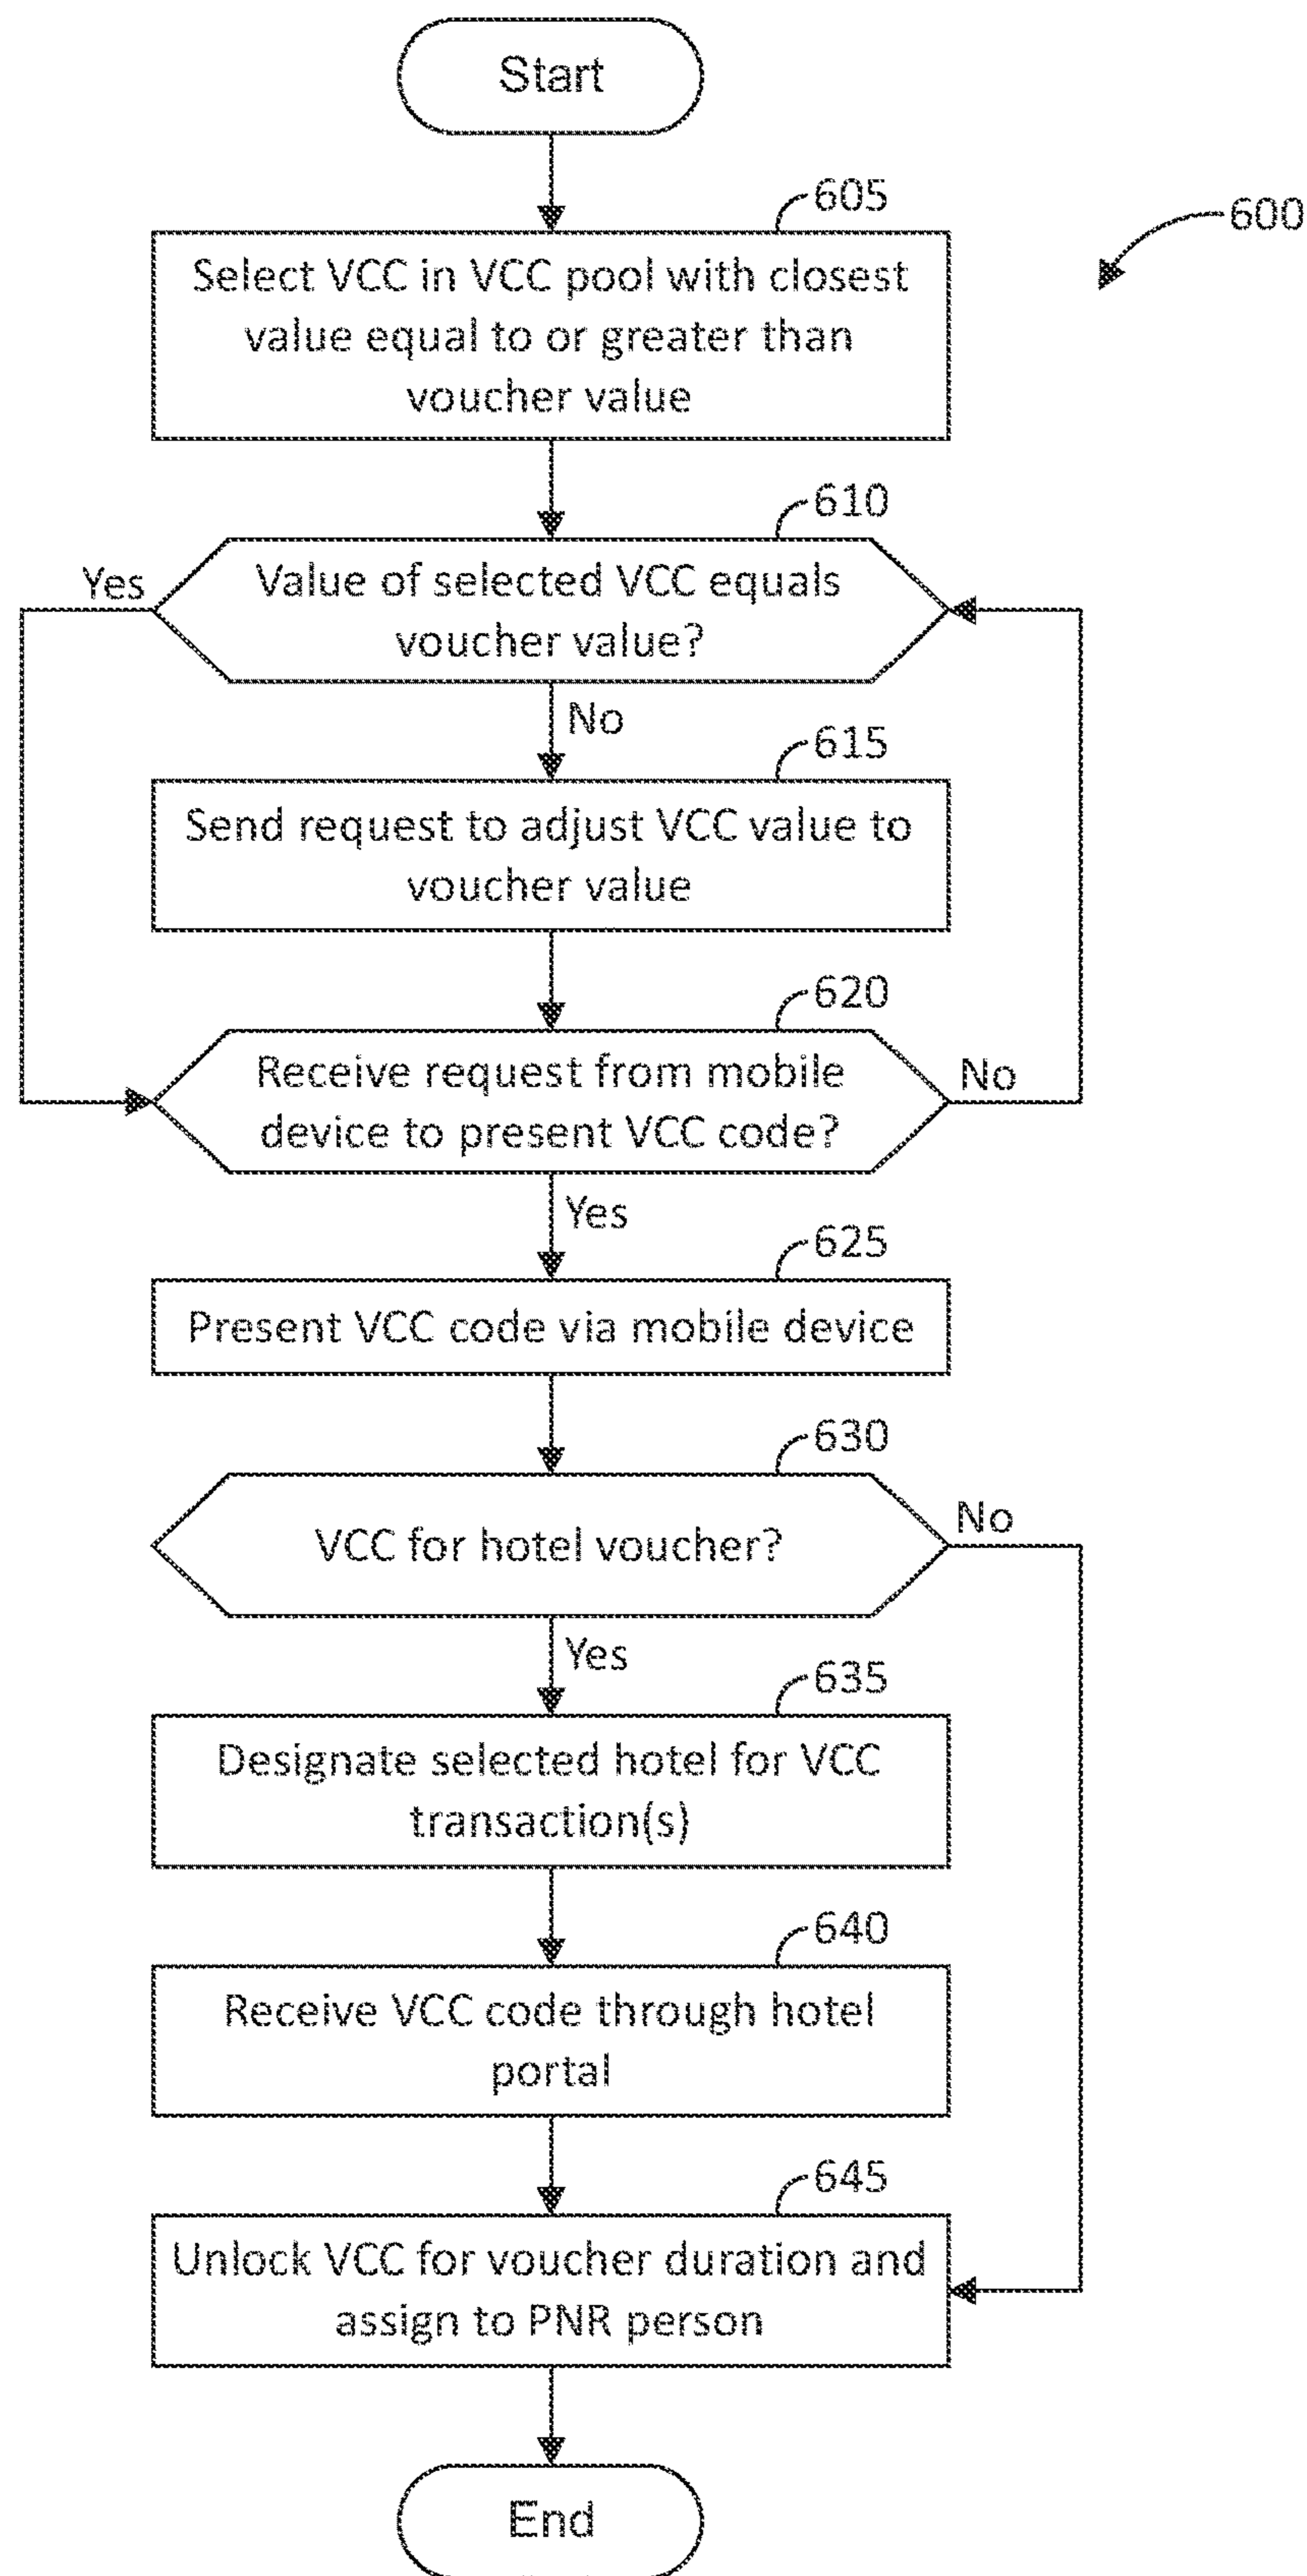 Start
605
600
Select VCC in VCC pool with closest
value equal to or greater than
voucher value
610
Yes
Value of selected VCC equals
voucher value?
No
615
Send request to adjust VCC value to
voucher value
620
Receive request from mobile
device to present VCC code?
No
Yes
625
Present VCC code via mobile device
630
VCC for hotel voucher?
No
Yes
635
Designate selected hotel for VCC
transaction(s)
640
Receive VCC code through hotel
portal
645
Unlock VCC for voucher duration and
assign to PNR person
End